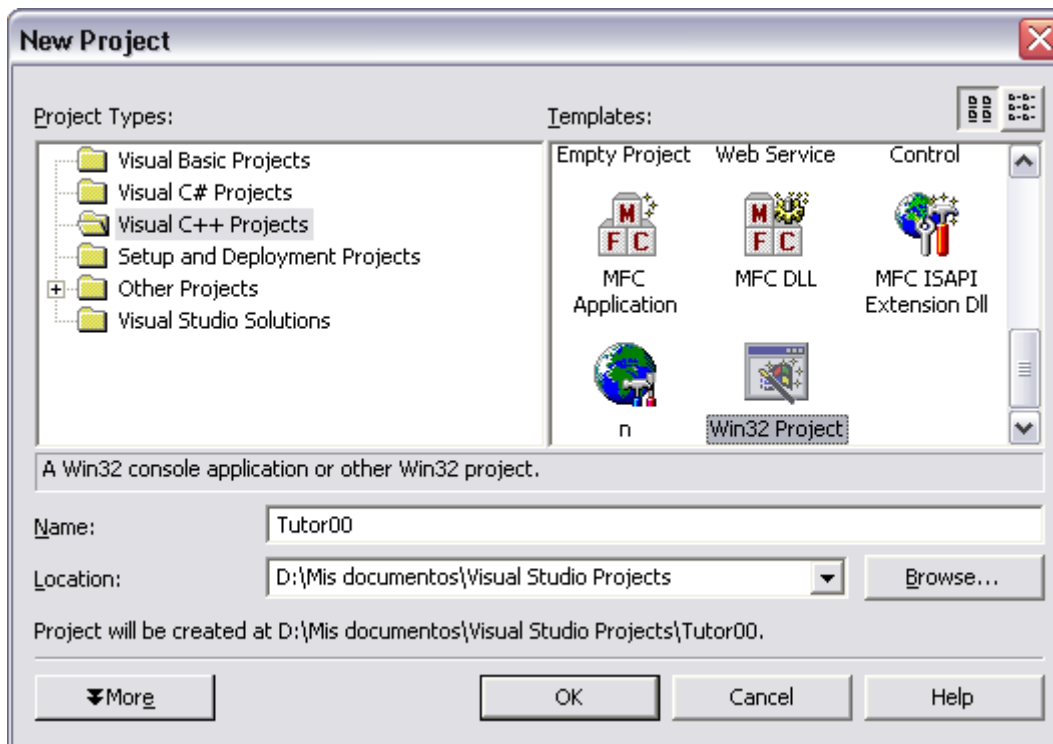 New Project
Project Types:
Templates:
Visual Basic Projects
Visual C# Projects
Visual C++ Projects
Setup and Deployment Projects
Other Projects
Visual Studio Solutions
Empty Project Web Service Control
M
F C
M
F C
MFC
Application
MFC DLL
MFC ISAPI
Extension Dll
n
Win32 Project
A Win32 console application or other Win32 project.
Name:
Tutor00
Location:
D:\Mis documentos\Visual Studio Projects
Browse...
Project will be created at D:\Mis documentos\Visual Studio Projects\Tutor00.
More
OK
Cancel
Help